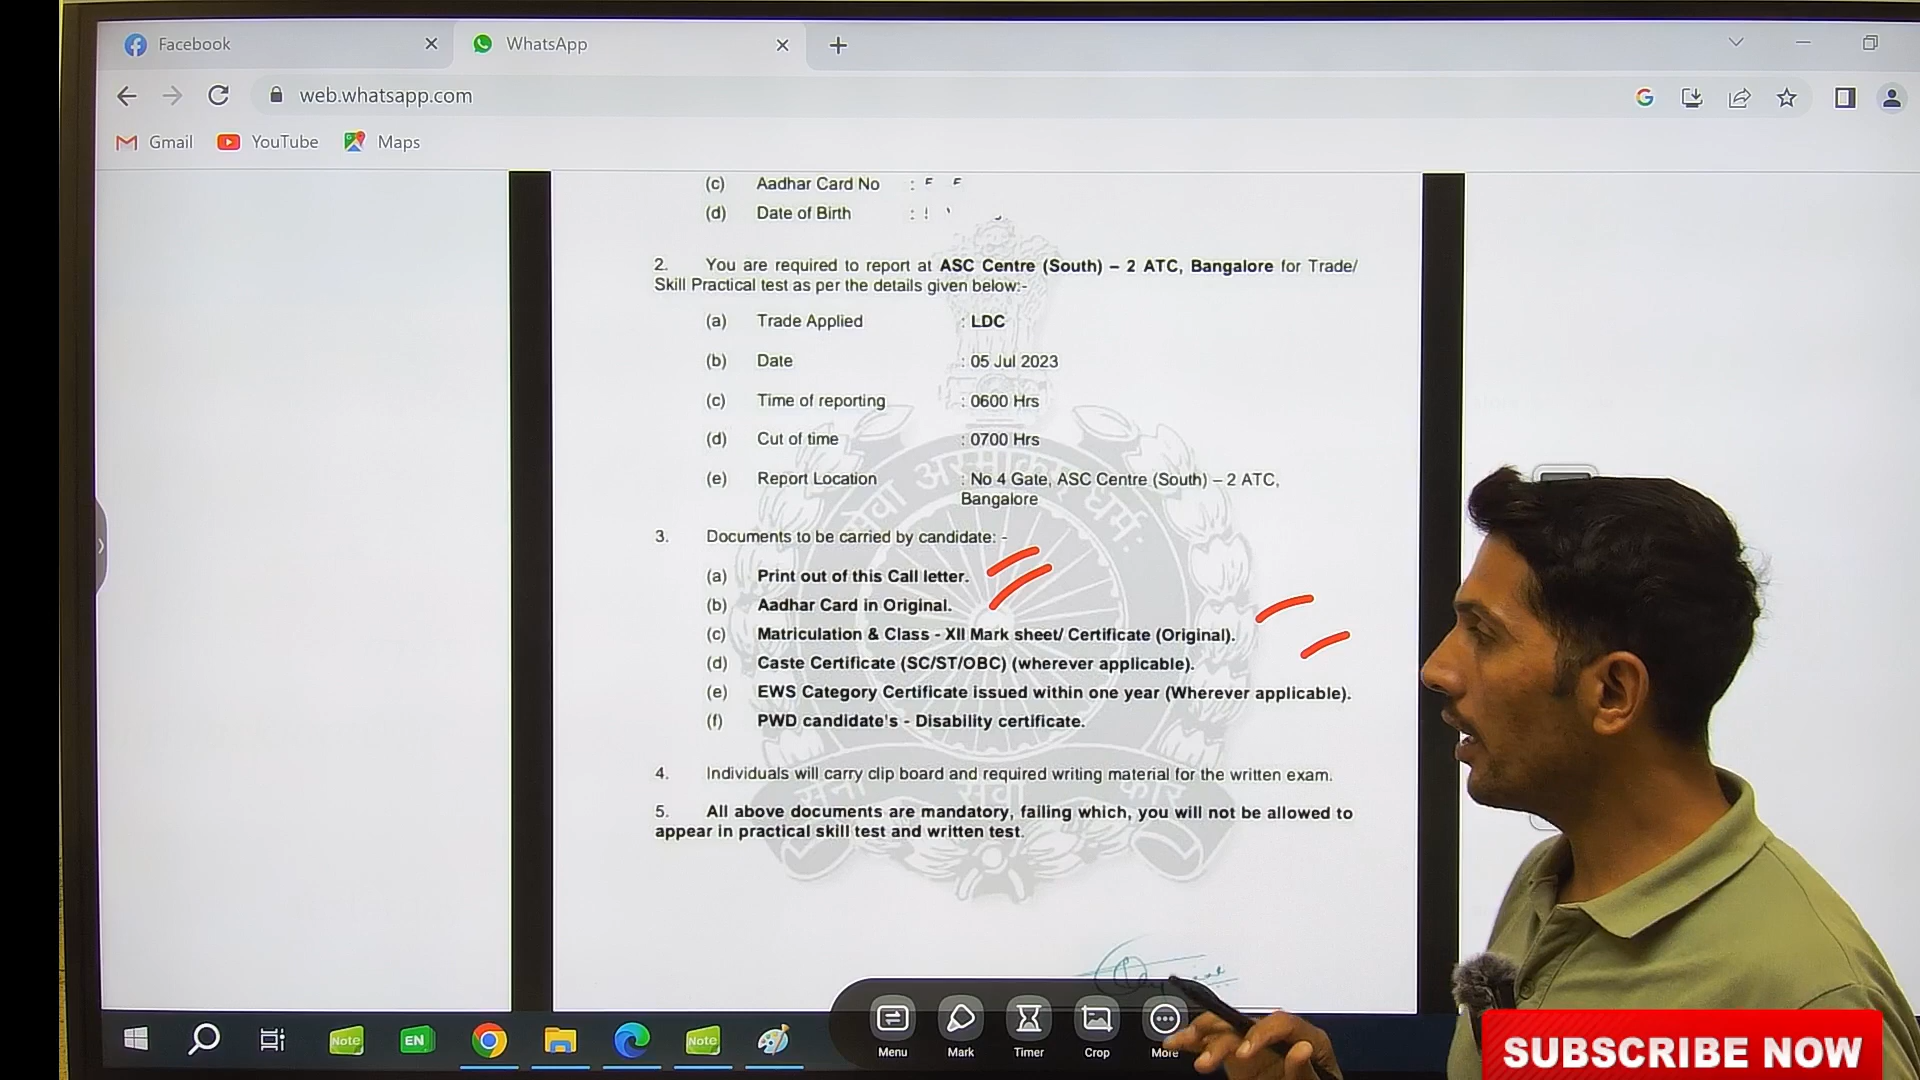 Facebook
WhatsApp
web.whatsapp.com
Gmail
YouTube
Maps
(c) Aadhar Card No :
(d) Date of Birth :
2. You are required to report at ASC Centre (South) – 2 ATC, Bangalore for Trade/
Skill Practical test as per the details given below:-
(a) Trade Applied : LDC
(b) Date : 05 Jul 2023
(c) Time of reporting : 0600 Hrs
(d) Cut of time : 0700 Hrs
(e) Report Location : No 4 Gate, ASC Centre (South) – 2 ATC,
Bangalore
3. Documents to be carried by candidate: -
(a) Print out of this Call letter.
(b) Aadhar Card in Original.
(c) Matriculation & Class - XII Mark sheet/ Certificate (Original).
(d) Caste Certificate (SC/ST/OBC) (wherever applicable).
(e) EWS Category Certificate issued within one year (Wherever applicable).
(f) PWD candidate's - Disability certificate.
4. Individuals will carry clip board and required writing material for the written exam.
5. All above documents are mandatory, failing which, you will not be allowed to
appear in practical skill test and written test.
Note
EN
Note
Menu
Mark
Timer
Crop
More
SUBSCRIBE NOW